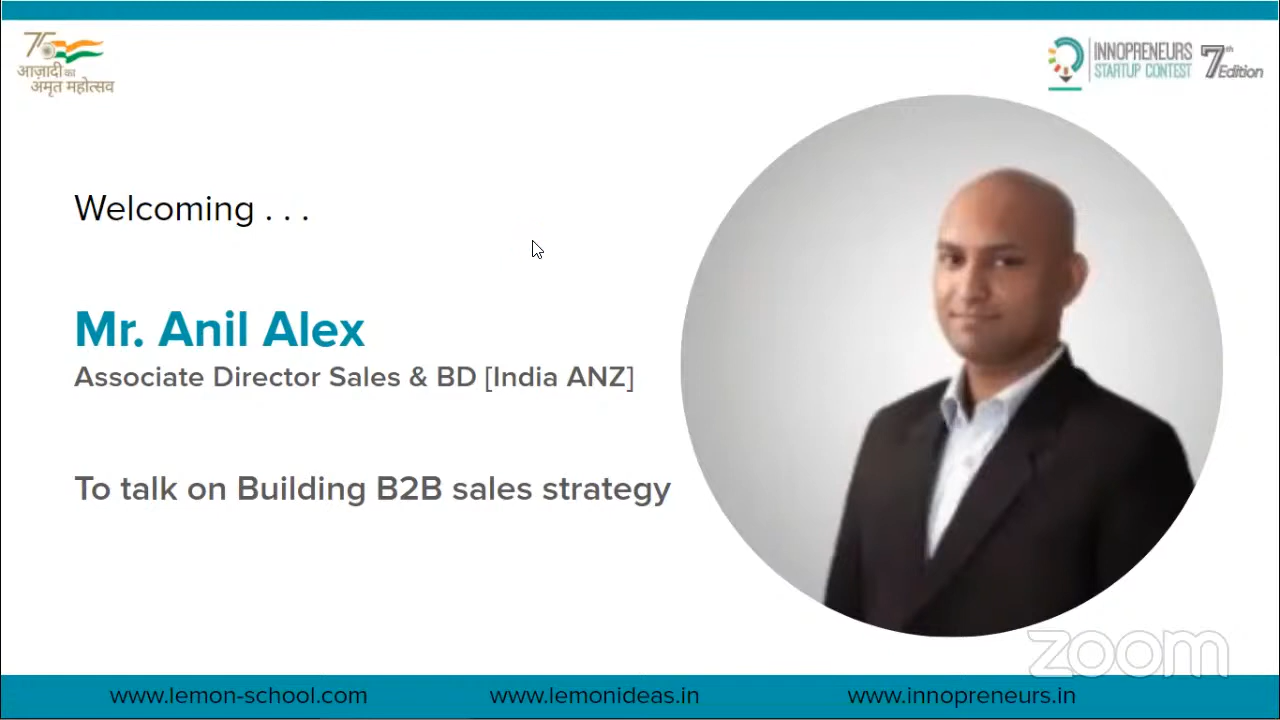 75
आज़ादी का
अमृत महोत्सव
INNOPRENEURS
STARTUP CONTEST
7th Edition
Welcoming . . .
Mr. Anil Alex
Associate Director Sales & BD [India ANZ]
To talk on Building B2B sales strategy
zoom
www.lemon-school.com
www.lemonideas.in
www.innopreneurs.in